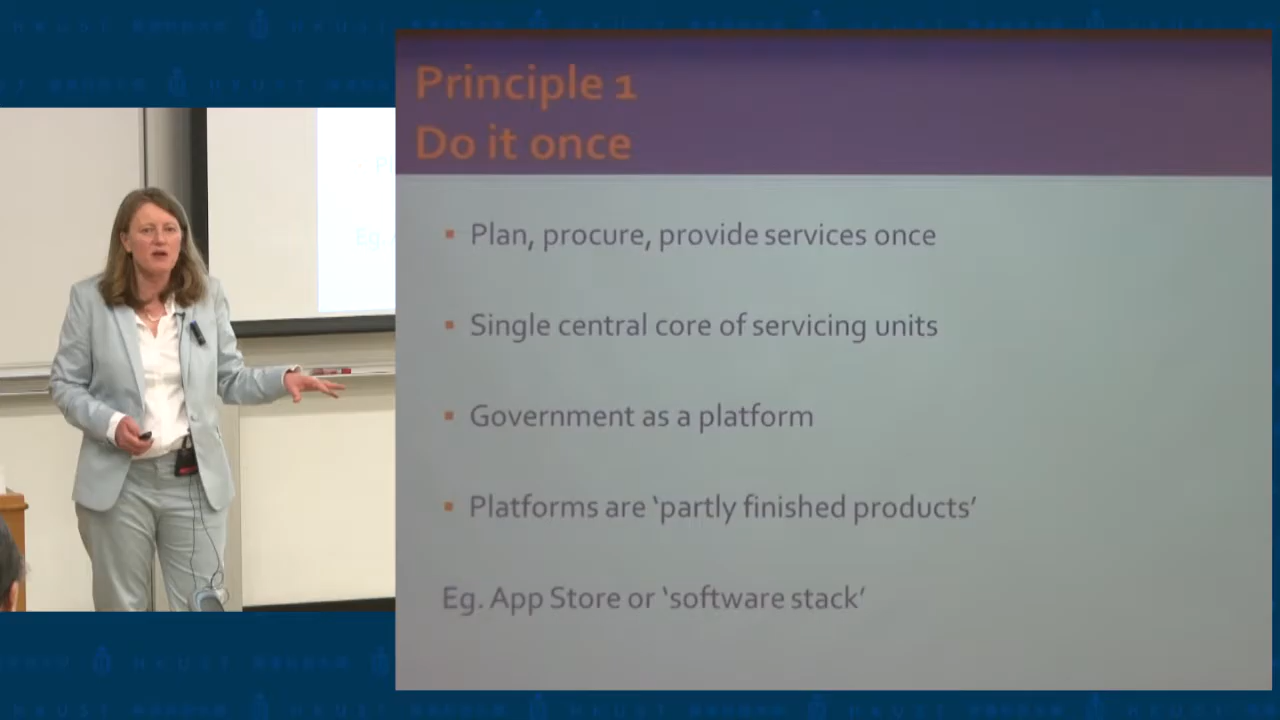 Principle 1
Do it once
▪ Plan, procure, provide services once
▪ Single central core of servicing units
▪ Government as a platform
▪ Platforms are ‘partly finished products’
Eg. App Store or ‘software stack’
HKUST